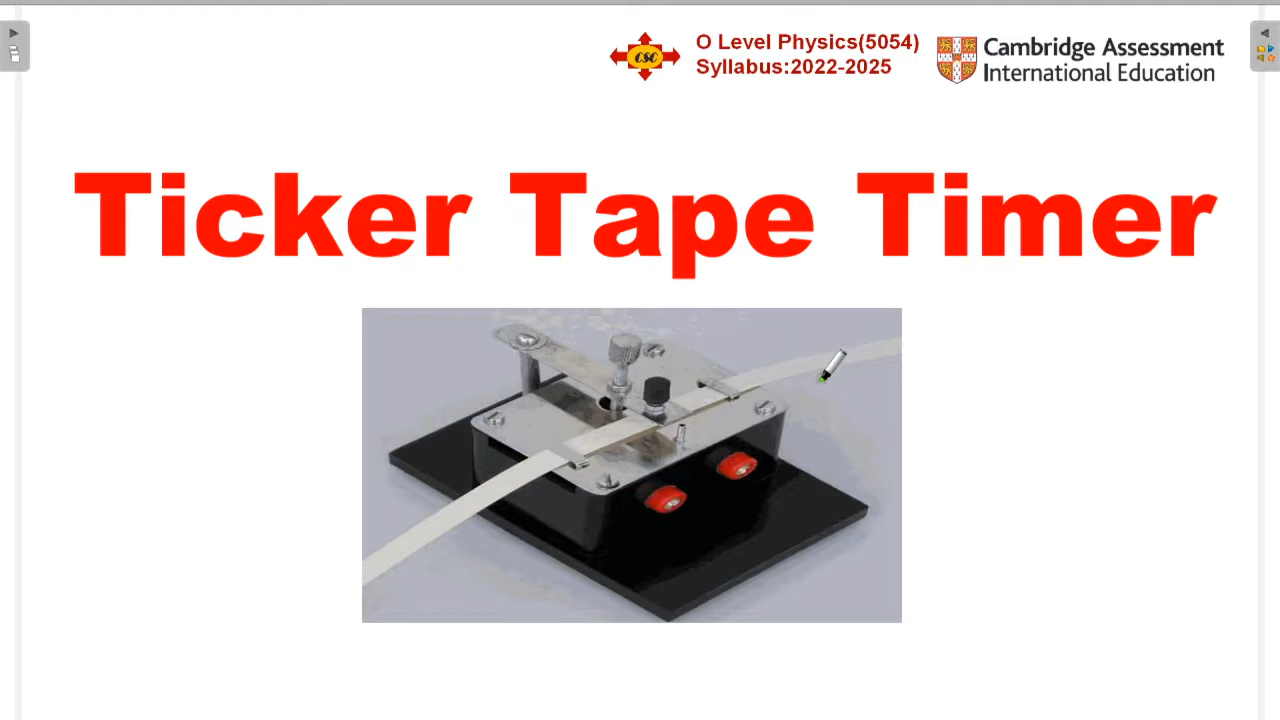 O Level Physics(5054)
Syllabus:2022-2025
CSC
Cambridge Assessment
International Education
Ticker Tape Timer